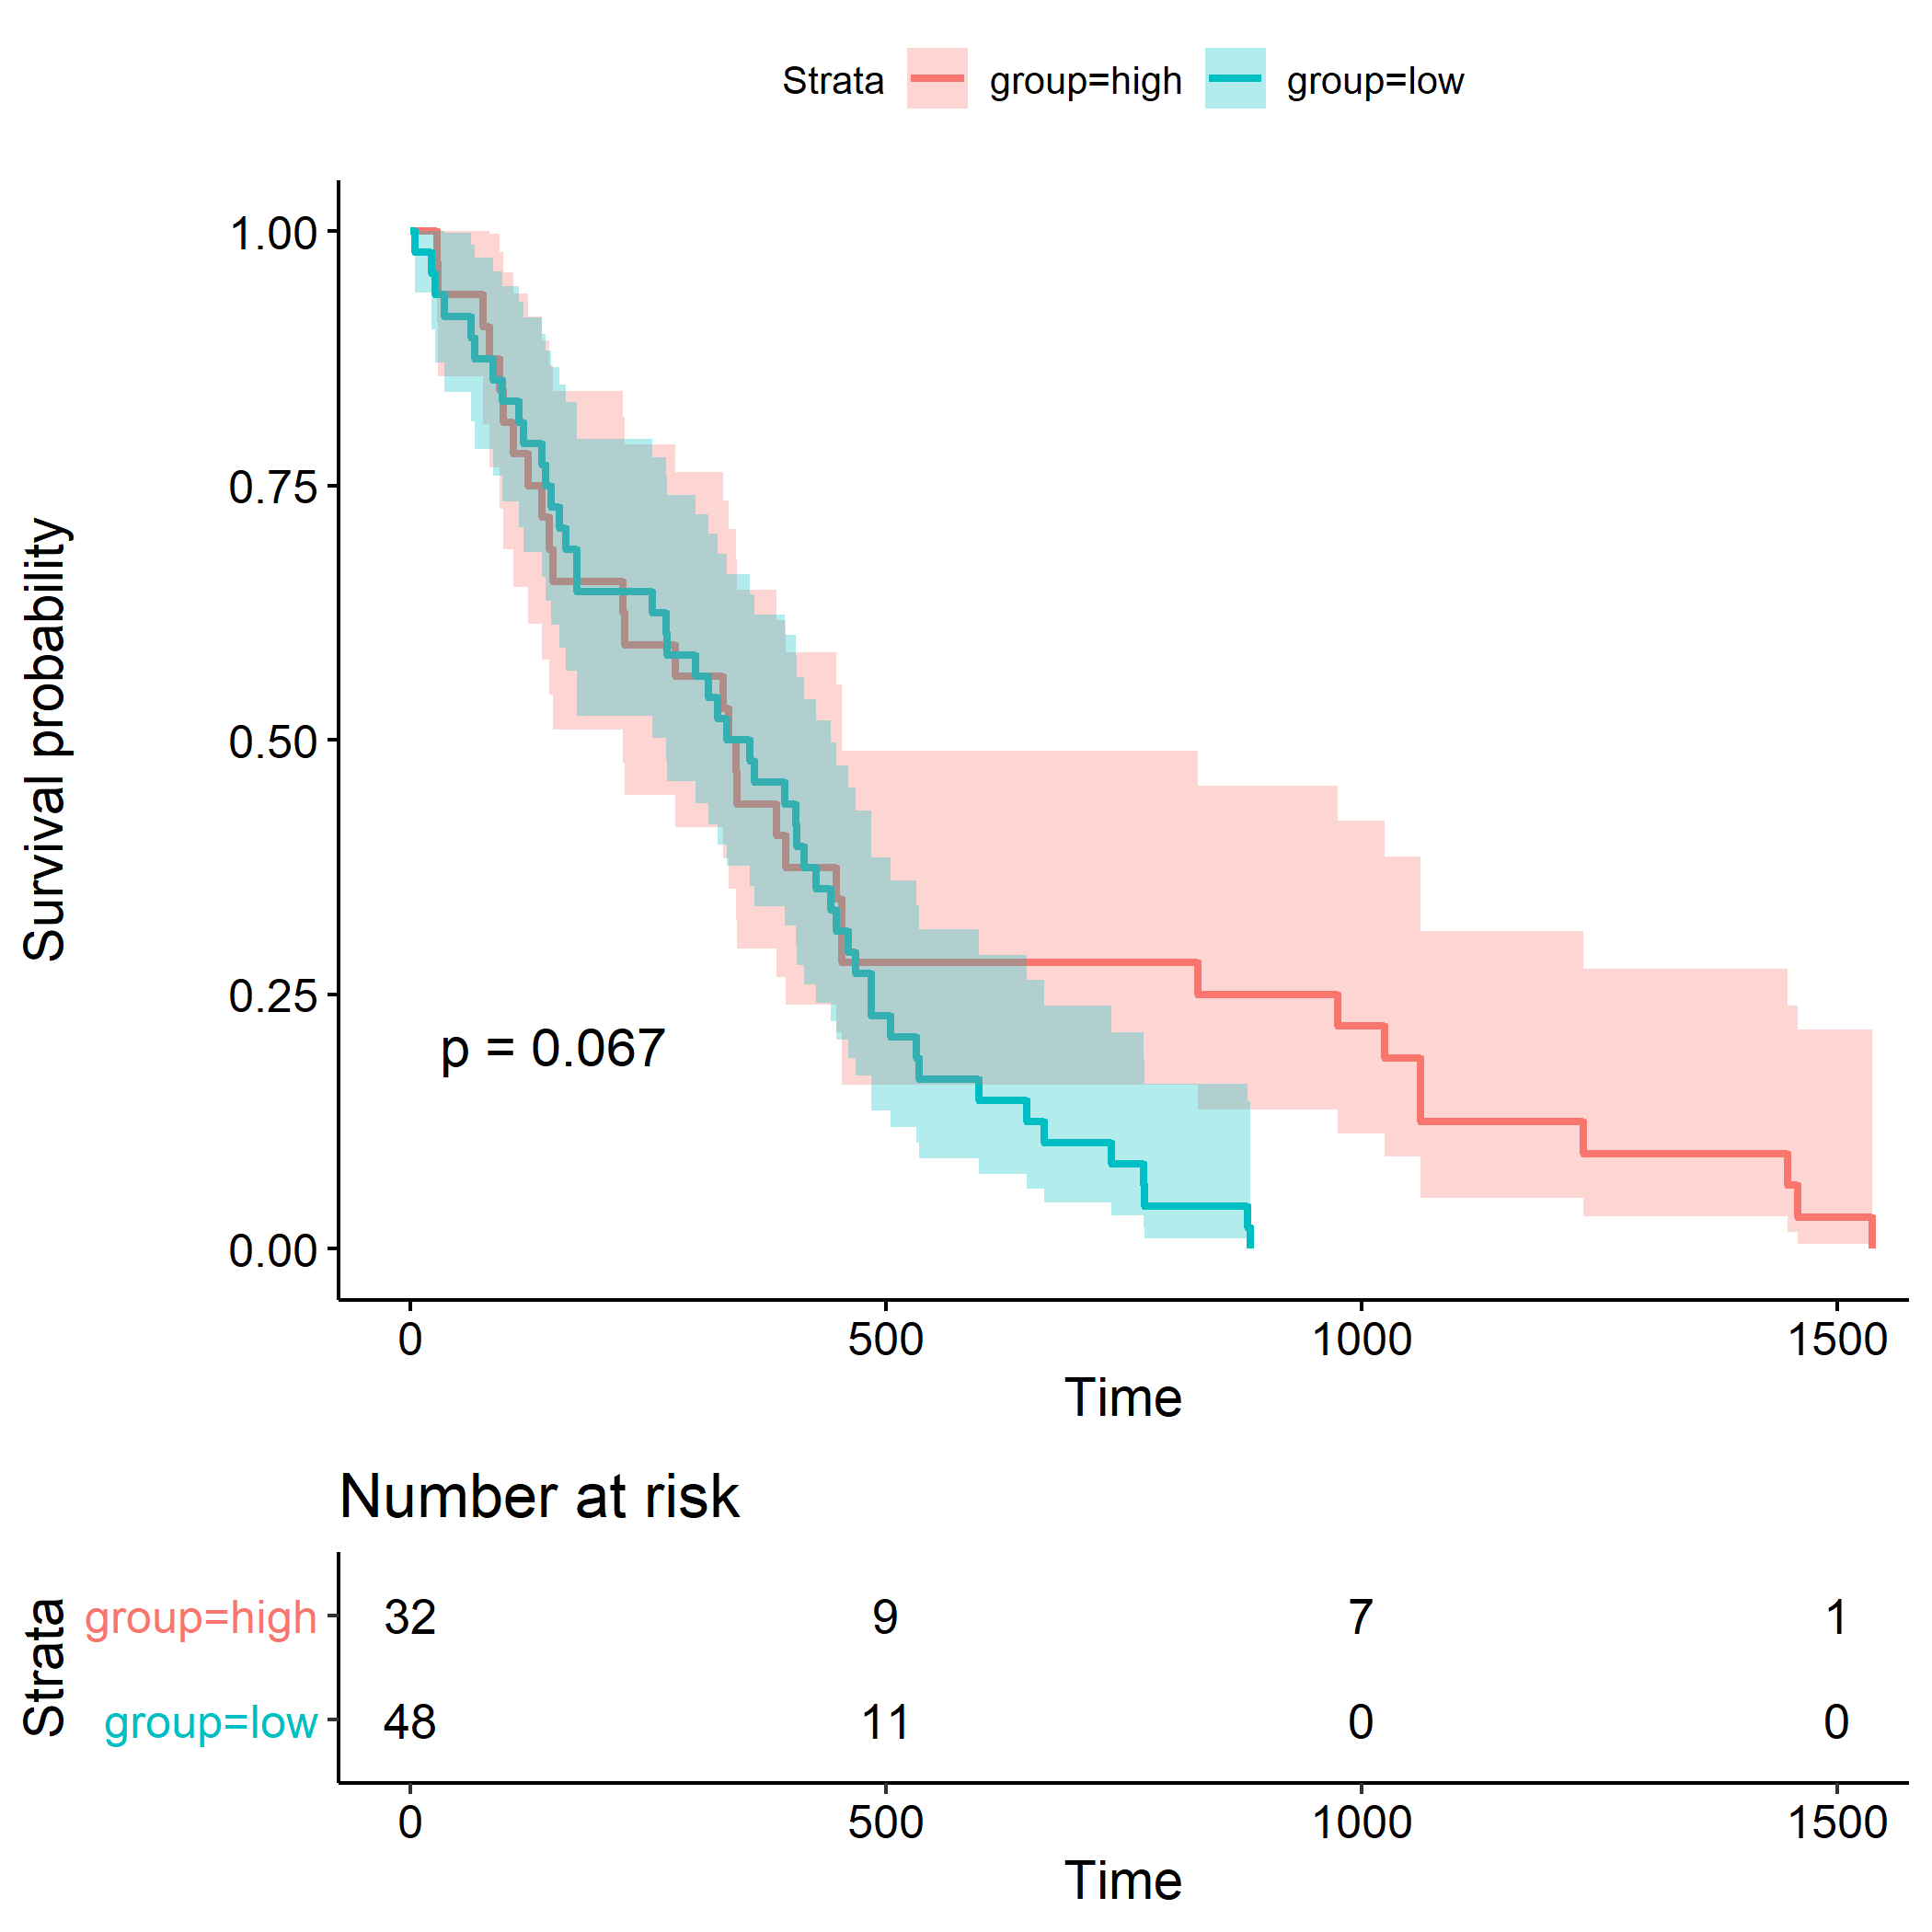 Strata group=high group=low
1.00
0.75
0.50
0.25
0.00
Survival probability
p = 0.067
0 500 1000 1500
Time
Number at risk
Strata
group=high 32 9 7 1
group=low 48 11 0 0
0 500 1000 1500
Time